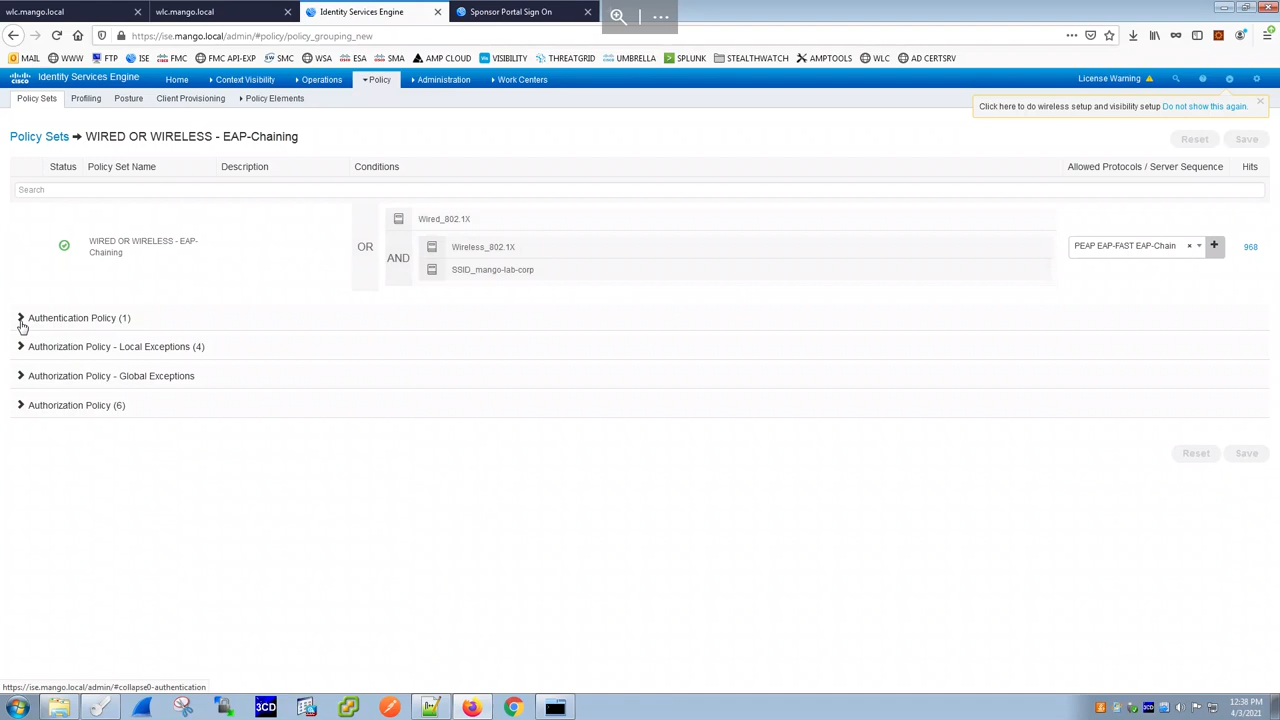 wlc.mango.local
wlc.mango.local
Identity Services Engine
Sponsor Portal Sign On
https://ise.mango.local/admin/#policy/policy_grouping_new
MAIL WWW FTP ISE FMC FMC API-EXP SMC WSA ESA SMA AMP CLOUD VISIBILITY THREATGRID UMBRELLA SPLUNK STEALTHWATCH AMPTOOLS WLC AD CERTSRV
CISCO Identity Services Engine Home Context Visibility Operations Policy Administration Work Centers License Warning
Policy Sets Profiling Posture Client Provisioning Policy Elements
Click here to do wireless setup and visibility setup Do not show this again.
Policy Sets WIRED OR WIRELESS - EAP-Chaining
Reset Save
Status Policy Set Name Description Conditions Allowed Protocols / Server Sequence Hits
Search
WIRED OR WIRELESS - EAP-
Chaining
OR
Wired_802.1X
AND
Wireless_802.1X
SSID_mango-lab-corp
PEAP EAP-FAST EAP-Chain × 968
Authentication Policy (1)
Authorization Policy - Local Exceptions (4)
Authorization Policy - Global Exceptions
Authorization Policy (6)
Reset Save
https://ise.mango.local/admin/#collapse0-authentication
3CD
12:38 PM
4/3/2021